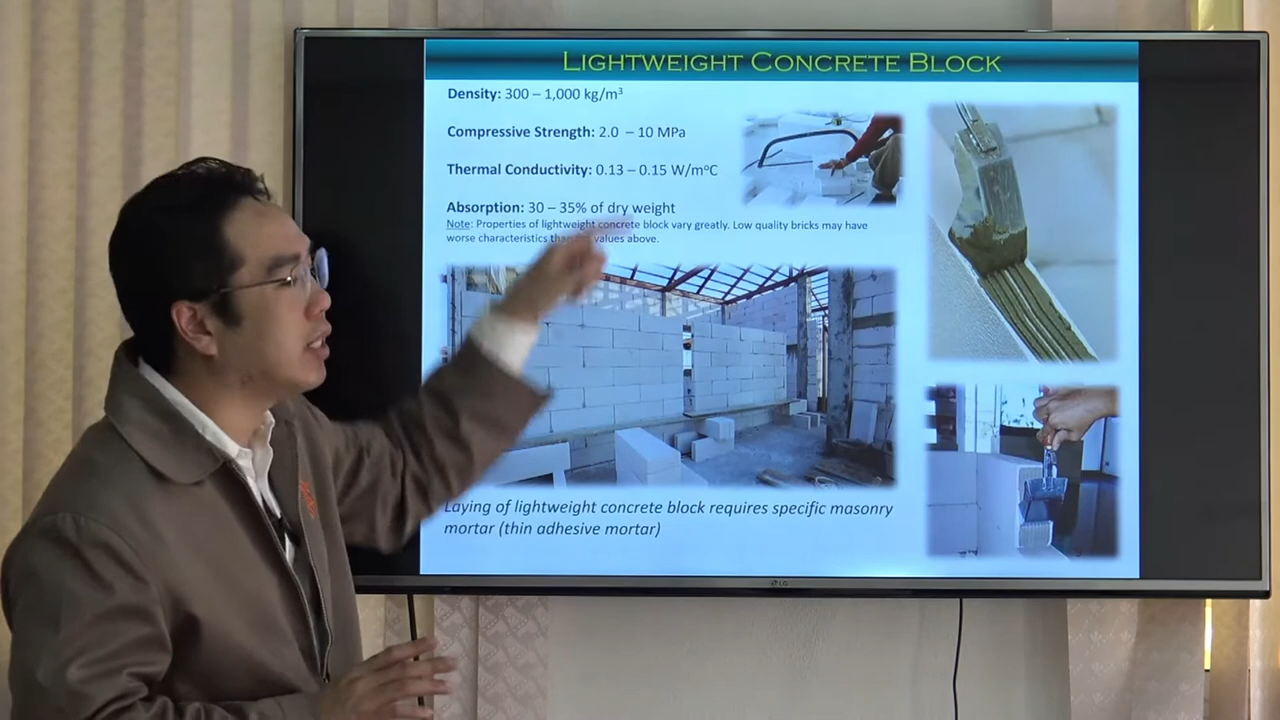 LIGHTWEIGHT CONCRETE BLOCK
Density: 300 – 1,000 kg/m³
Compressive Strength: 2.0 – 10 MPa
Thermal Conductivity: 0.13 – 0.15 W/m°C
Absorption: 30 – 35% of dry weight
Note: Properties of lightweight concrete block vary greatly. Low quality bricks may have
worse characteristics values above.
Laying of lightweight concrete block requires specific masonry
mortar (thin adhesive mortar)
LG